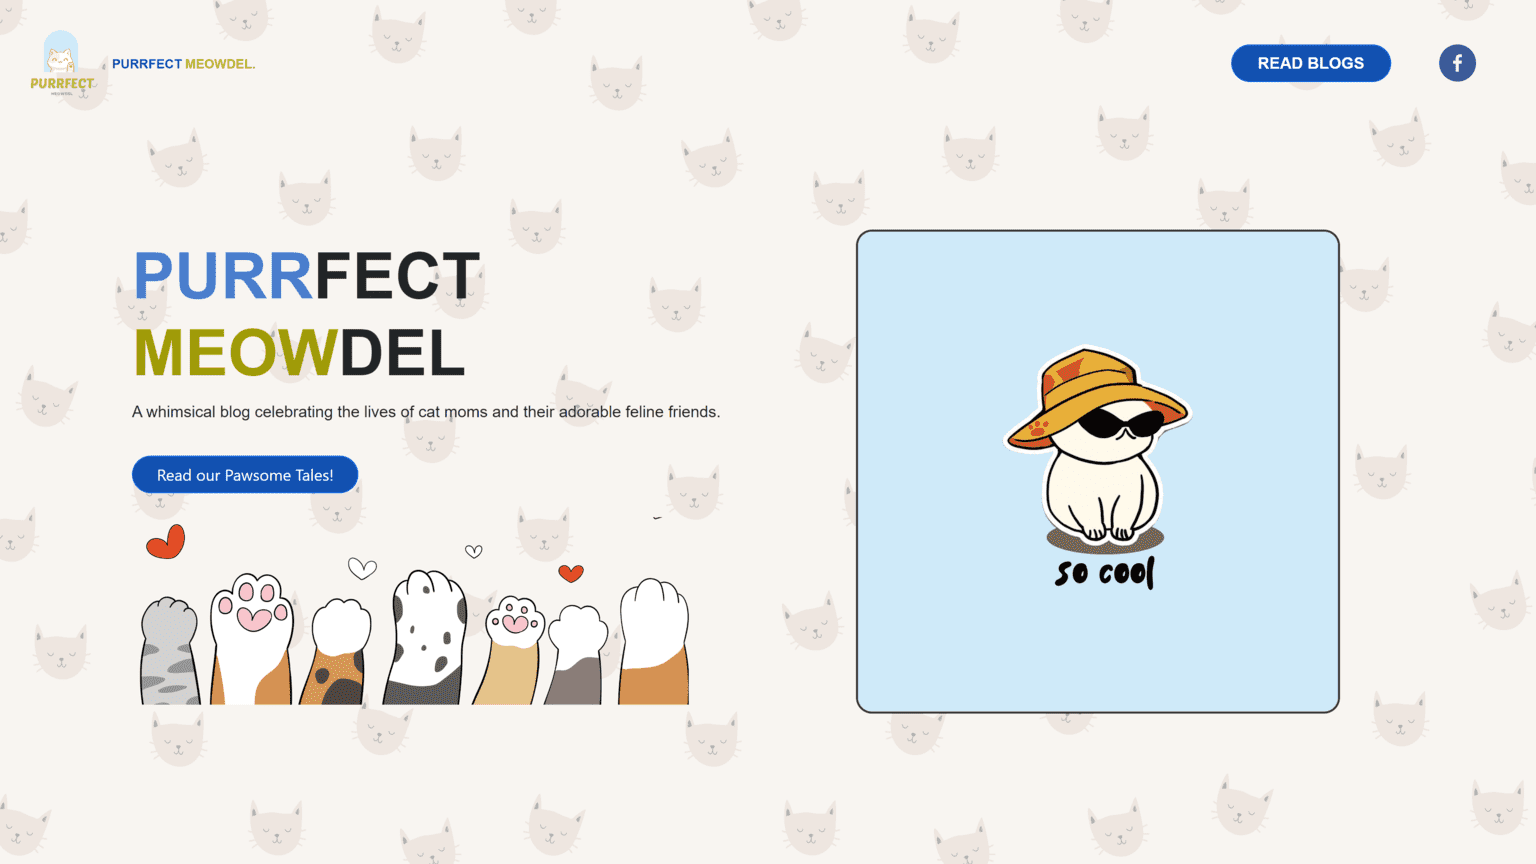 PURRFECT
MEOWDEL
PURRFECT MEOWDEL.
READ BLOGS
f
PURRFECT
MEOWDEL
A whimsical blog celebrating the lives of cat moms and their adorable feline friends.
Read our Pawsome Tales!
so cool